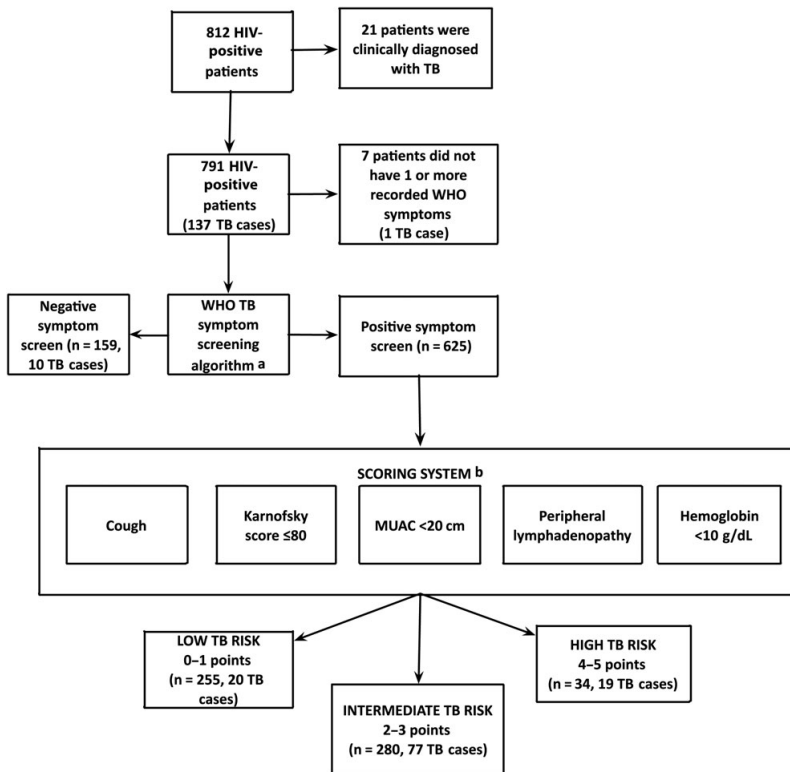 812 HIV-
positive
patients
21 patients were
clinically diagnosed
with TB
791 HIV-
positive
patients
(137 TB cases)
7 patients did not
have 1 or more
recorded WHO
symptoms
(1 TB case)
Negative
symptom
screen (n = 159,
10 TB cases)
WHO TB
symptom
screening
algorithm a
Positive symptom
screen (n = 625)
SCORING SYSTEM b
Cough
Karnofsky
score ≤80
MUAC <20 cm
Peripheral
lymphadenopathy
Hemoglobin
<10 g/dL
LOW TB RISK
0–1 points
(n = 255, 20 TB
cases)
INTERMEDIATE TB RISK
2–3 points
(n = 280, 77 TB cases)
HIGH TB RISK
4–5 points
(n = 34, 19 TB cases)